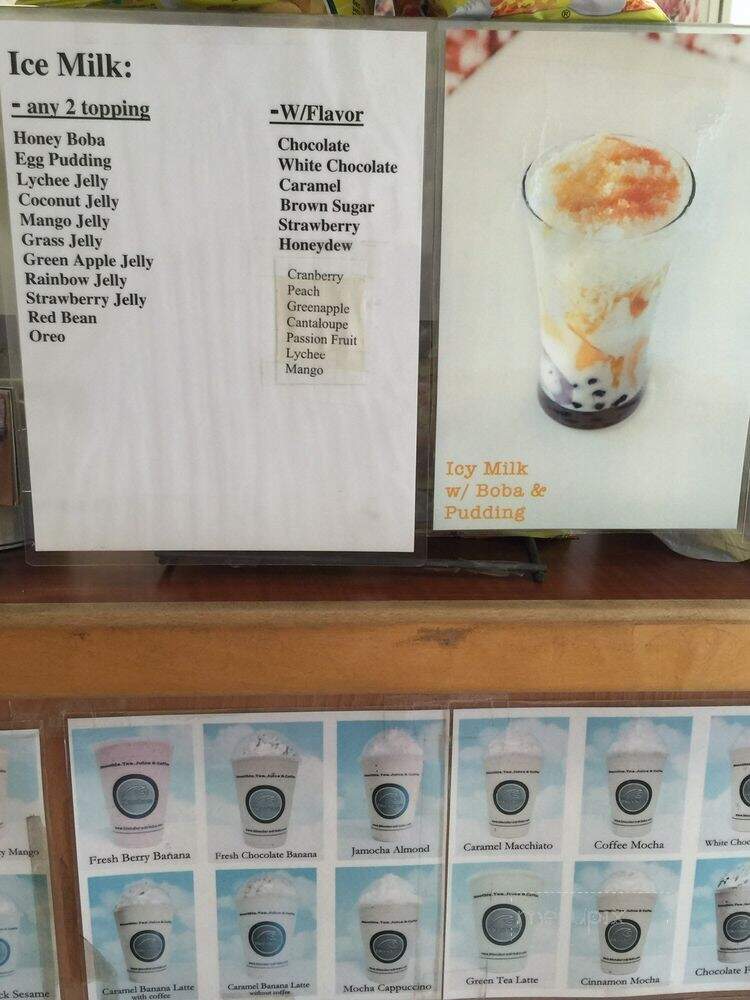 Ice Milk:
- any 2 topping
Honey Boba
Egg Pudding
Lychee Jelly
Coconut Jelly
Mango Jelly
Grass Jelly
Green Apple Jelly
Rainbow Jelly
Strawberry Jelly
Red Bean
Oreo
-W/Flavor
Chocolate
White Chocolate
Caramel
Brown Sugar
Strawberry
Honeydew
Cranberry
Peach
Greenapple
Cantaloupe
Passion Fruit
Lychee
Mango
Icy Milk
w/ Boba &
Pudding
Mango
Fresh Berry Banana
Fresh Chocolate Banana
Jamocha Almond
Caramel Macchiato
Coffee Mocha
White
Sesame
Caramel Banana Latte
with coffee
Caramel Banana Latte
without coffee
Mocha Cappuccino
Green Tea Latte
Cinnamon Mocha
Chocolate